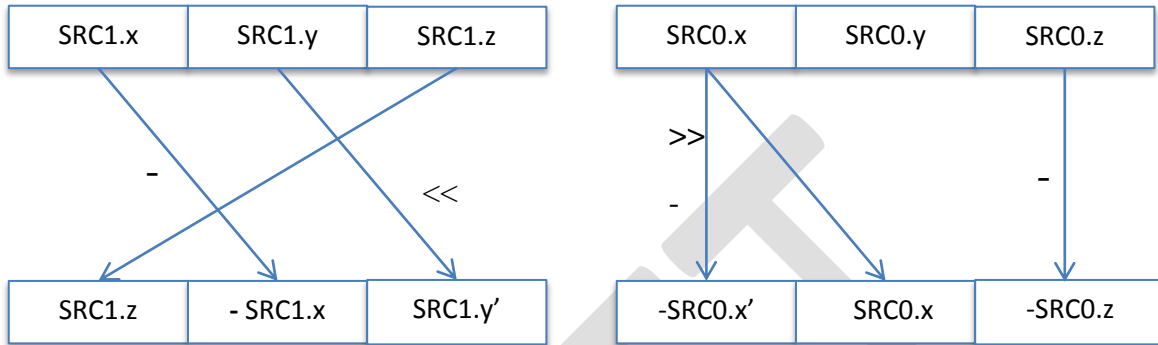 SRC1.x SRC1.y SRC1.z SRC0.x SRC0.y SRC0.z
>>
- -
<< -
SRC1.z - SRC1.x SRC1.y’ -SRC0.x’ SRC0.x -SRC0.z